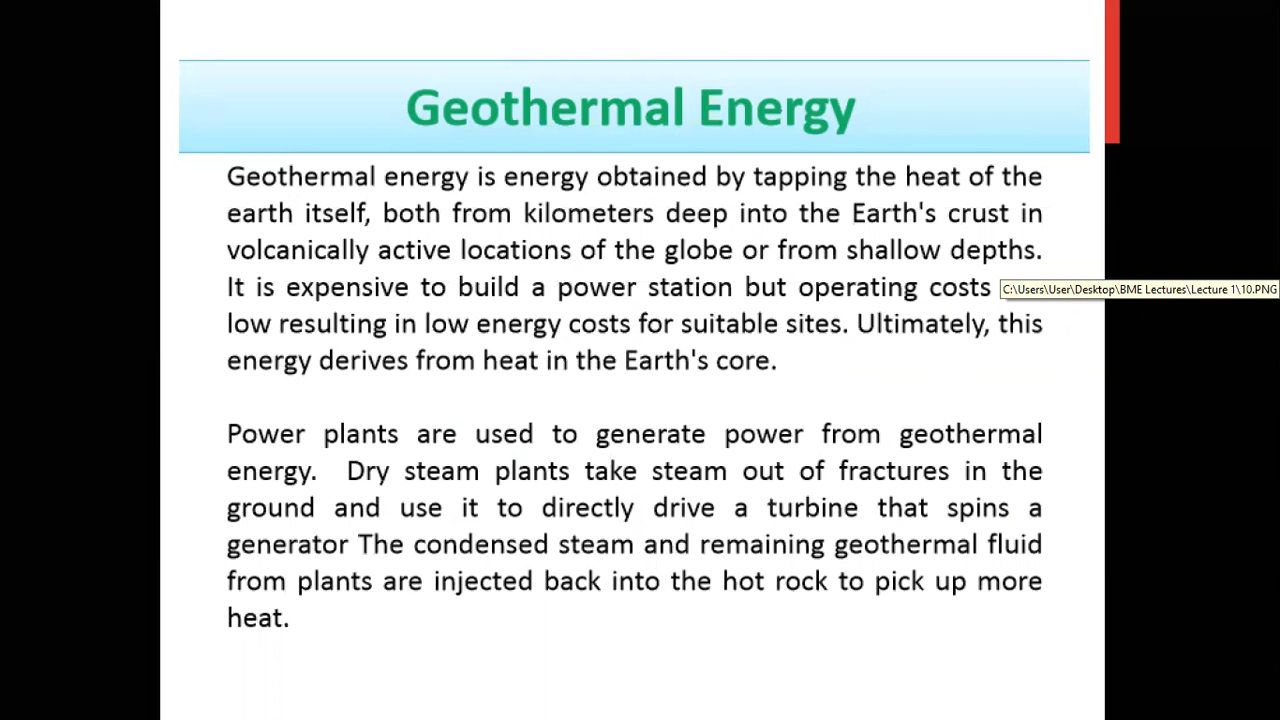 Geothermal Energy
Geothermal energy is energy obtained by tapping the heat of the
earth itself, both from kilometers deep into the Earth's crust in
volcanically active locations of the globe or from shallow depths.
It is expensive to build a power station but operating costs
C:\Users\User\Desktop\BME Lectures\Lecture 1\10.PNG
low resulting in low energy costs for suitable sites. Ultimately, this
energy derives from heat in the Earth's core.
Power plants are used to generate power from geothermal
energy. Dry steam plants take steam out of fractures in the
ground and use it to directly drive a turbine that spins a
generator The condensed steam and remaining geothermal fluid
from plants are injected back into the hot rock to pick up more
heat.